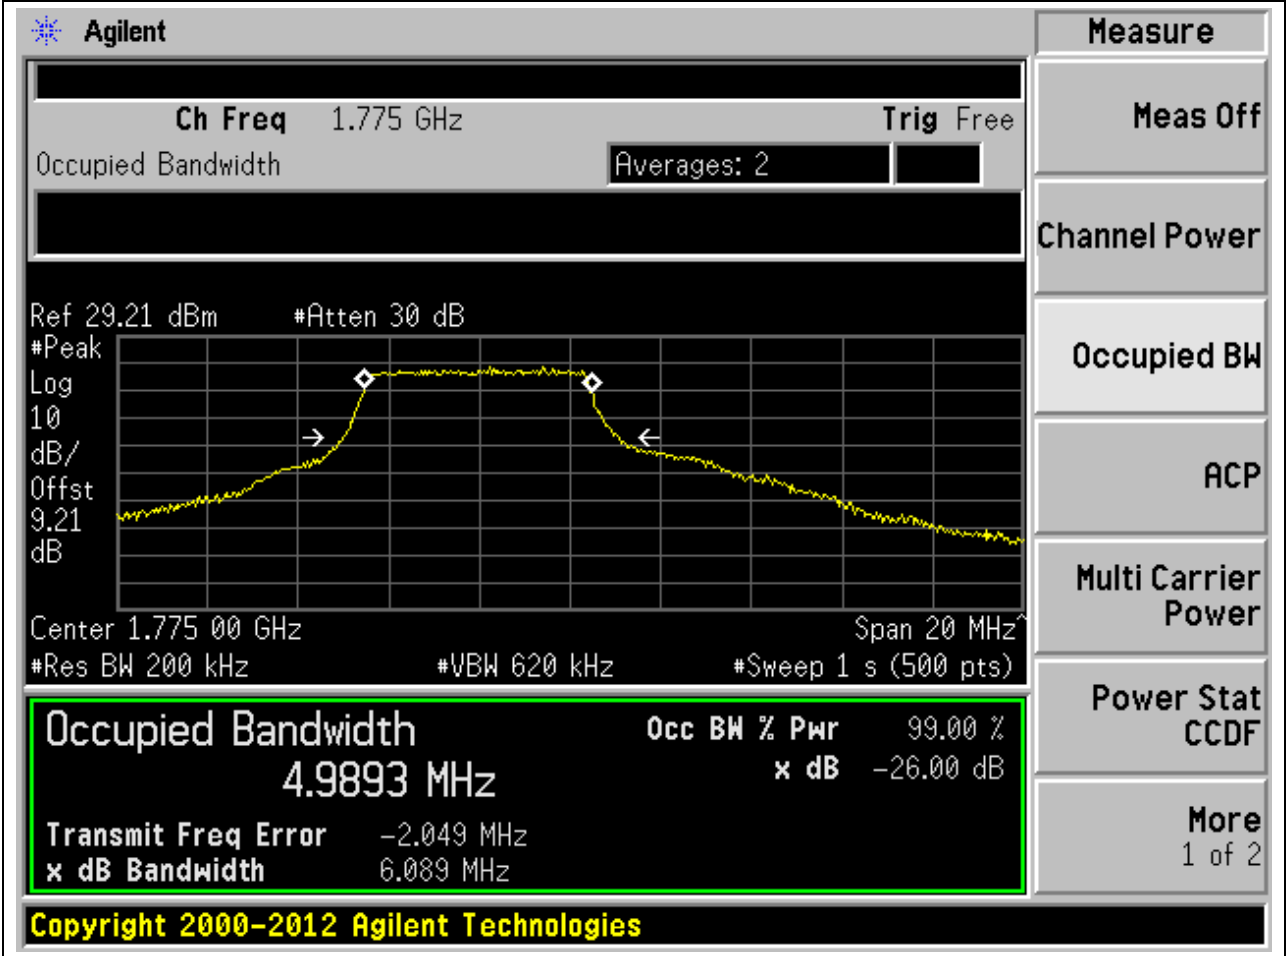 Agilent
Measure
Ch Freq 1.775 GHz Trig Free
Occupied Bandwidth Averages: 2
Meas Off
Channel Power
Occupied BW
ACP
Multi Carrier
Power
Power Stat
CCDF
More
1 of 2
Ref 29.21 dBm #Atten 30 dB
#Peak
Log
10
dB/
Offst
9.21
dB
Center 1.775 00 GHz Span 20 MHz^
#Res BW 200 kHz #VBW 620 kHz #Sweep 1 s (500 pts)
Occupied Bandwidth Occ BW % Pwr 99.00 %
4.9893 MHz x dB -26.00 dB
Transmit Freq Error -2.049 MHz
x dB Bandwidth 6.089 MHz
Copyright 2000-2012 Agilent Technologies